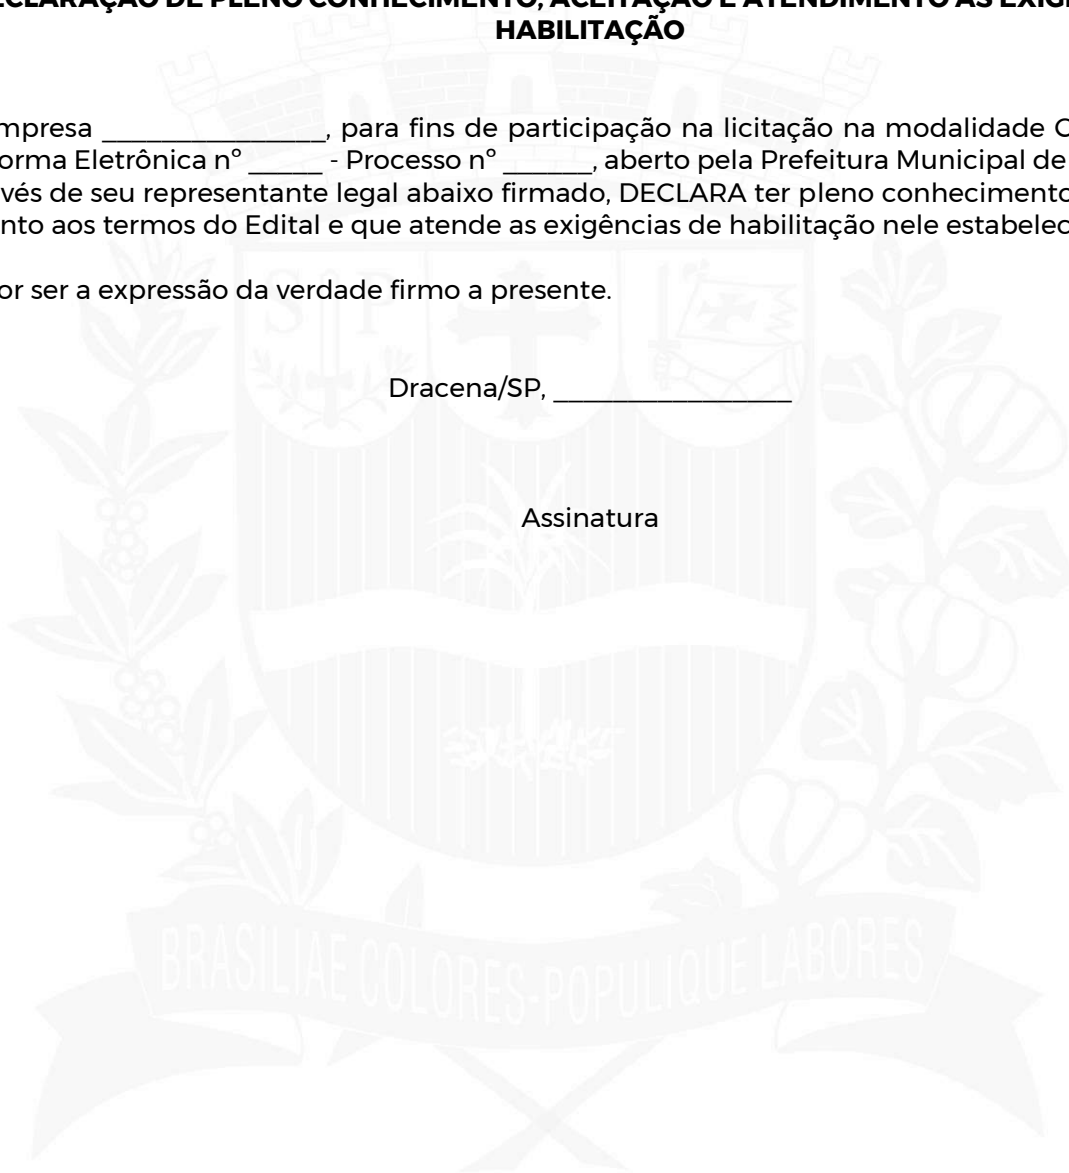 ECLARAÇÃO DE PLENO CONHECIMENTO, ACEITAÇÃO E ATENDIMENTO ÀS EXIG
HABILITAÇÃO
mpresa _______________, para fins de participação na licitação na modalidade C
orma Eletrônica nº _____ - Processo nº ______, aberto pela Prefeitura Municipal de
vés de seu representante legal abaixo firmado, DECLARA ter pleno conhecimento
nto aos termos do Edital e que atende as exigências de habilitação nele estabelec
or ser a expressão da verdade firmo a presente.
S P
Dracena/SP, ________________
Assinatura
BRASILIAE COLORES-POPULIQUE LABORES